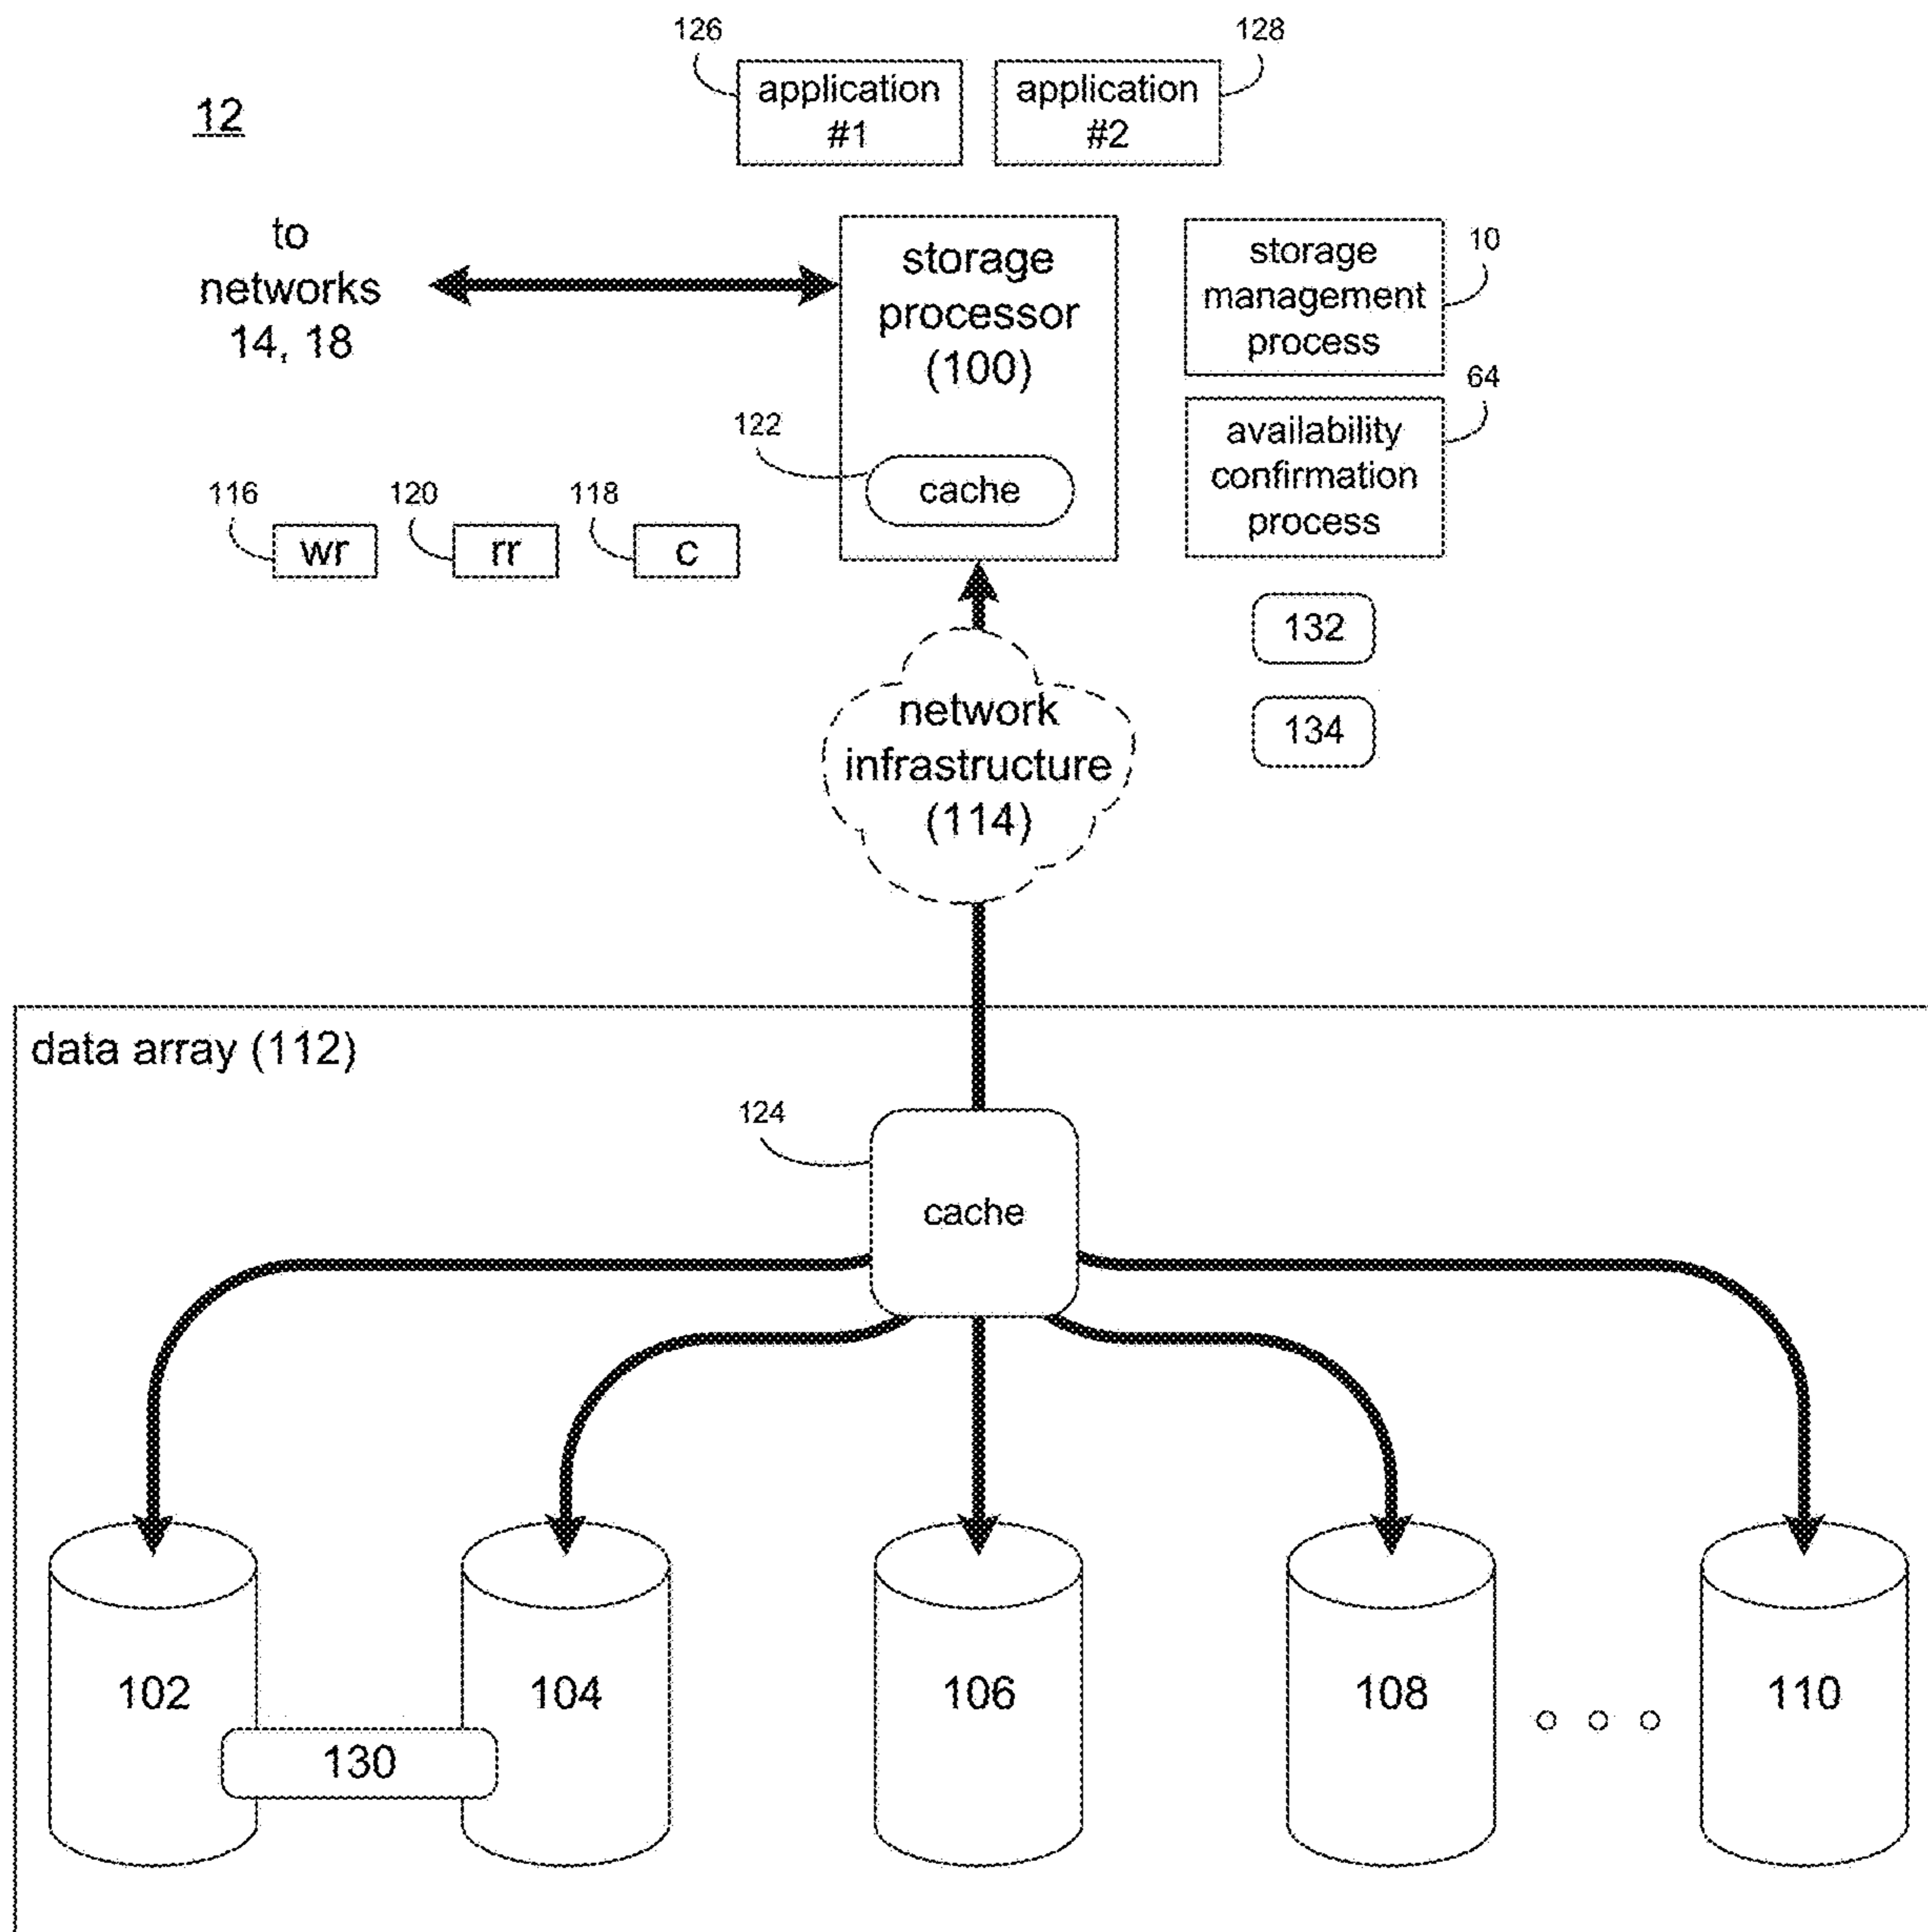 126
128
application
#1
application
#2
12
to
networks
14, 18
storage
processor
(100)
storage
management
process
10
64
122
cache
availability
confirmation
process
116
120
118
wr
rr
c
132
134
network
infrastructure
(114)
data array (112)
124
cache
102
104
106
108
110
130